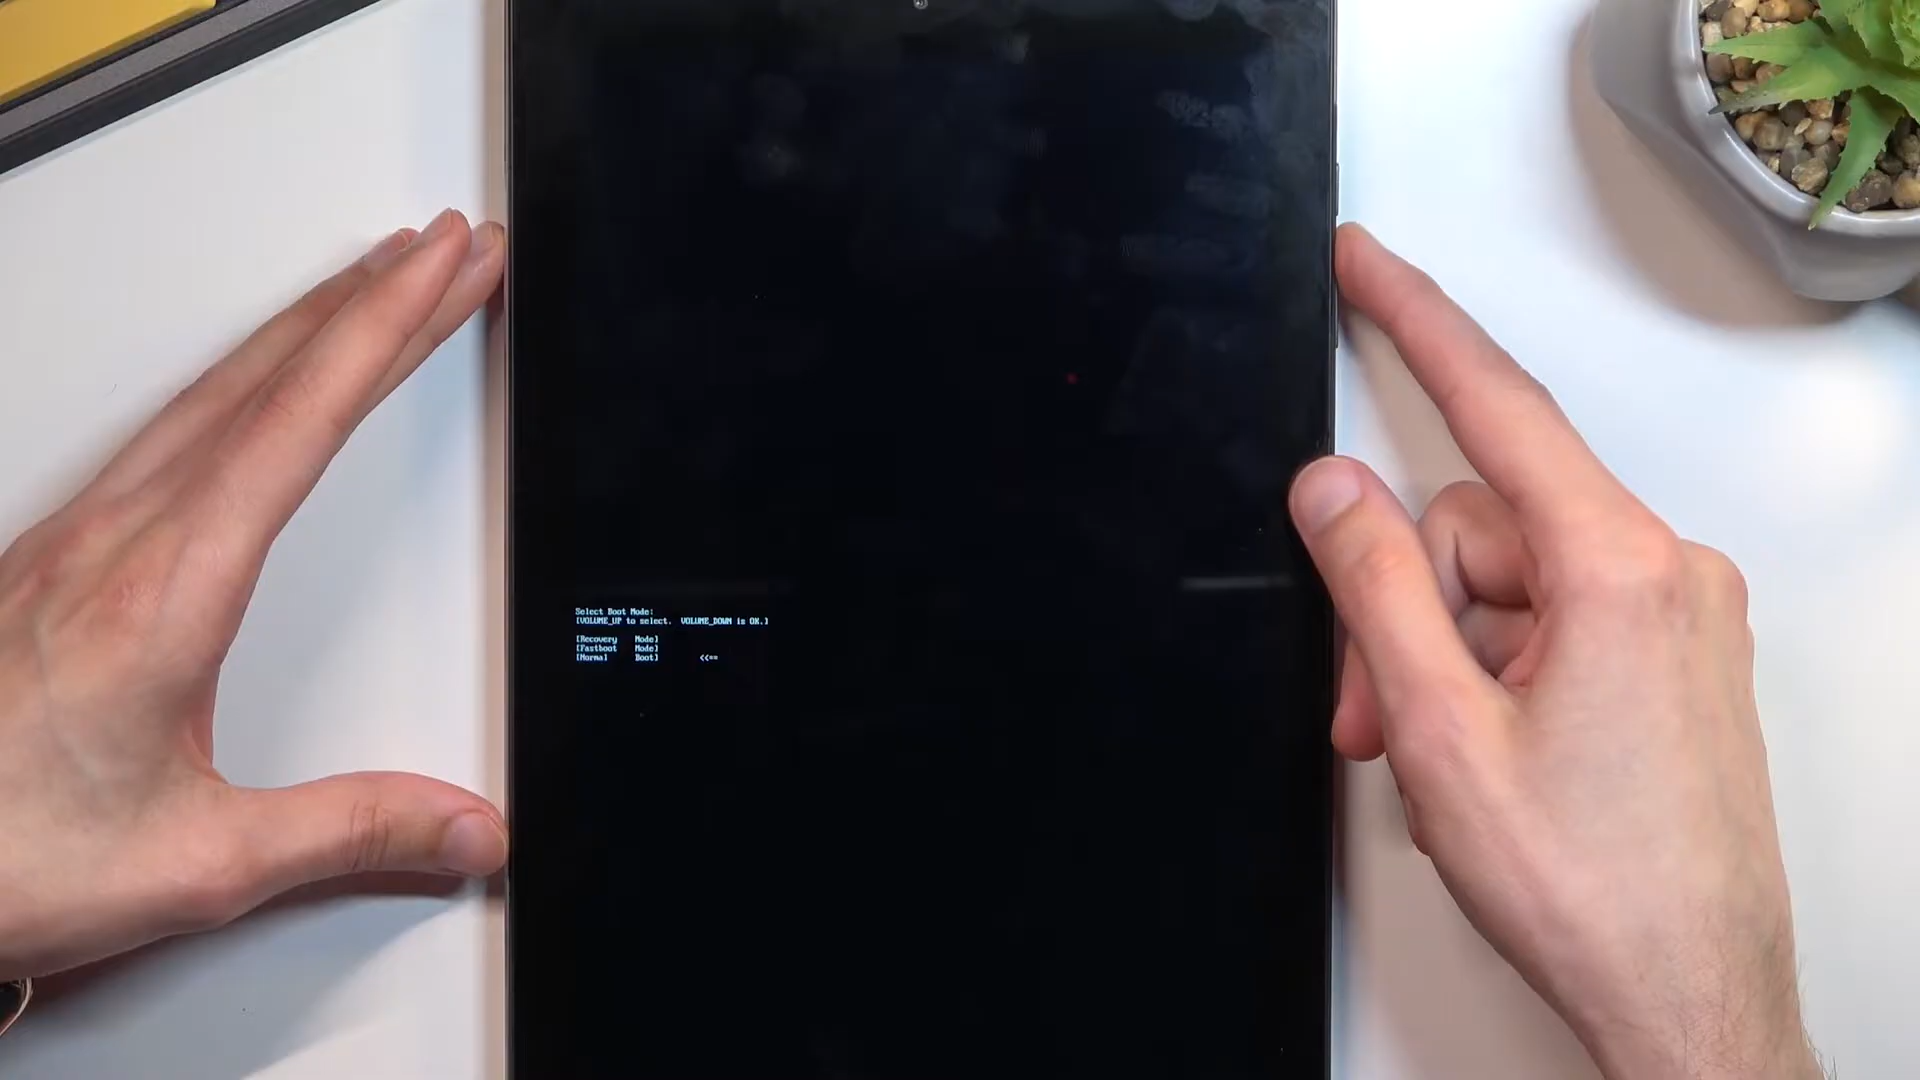 Select Boot Mode:
[VOLUME_UP to select.  VOLUME_DOWN is OK.]
[Recovery    Mode]
[Fastboot    Mode]
[Normal      Boot]         <<==